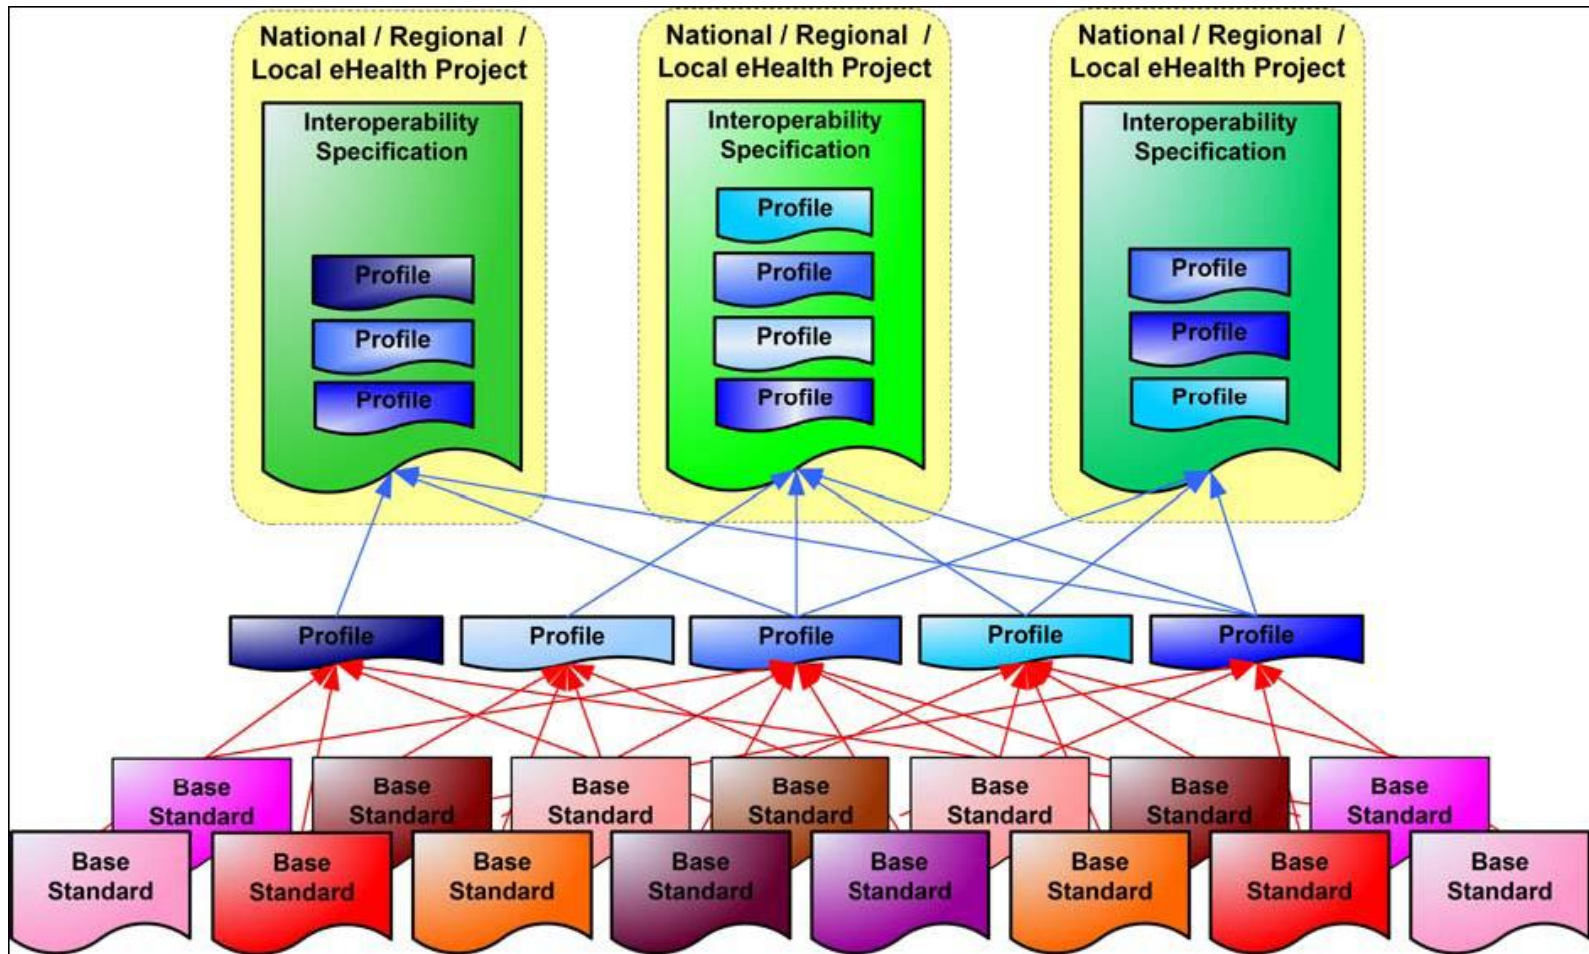 National / Regional /
Local eHealth Project
Interoperability
Specification
Profile
Profile
Profile
National / Regional /
Local eHealth Project
Interoperability
Specification
Profile
Profile
Profile
Profile
National / Regional /
Local eHealth Project
Interoperability
Specification
Profile
Profile
Profile
Profile
Profile
Profile
Profile
Profile
Base
Standard
Base
Standard
Base
Standard
Base
Standard
Base
Standard
Base
Standard
Base
Standard
Base
Standard
Base
Standard
Base
Standard
Base
Standard
Base
Standard
Base
Standard
Base
Standard
Base
Standard